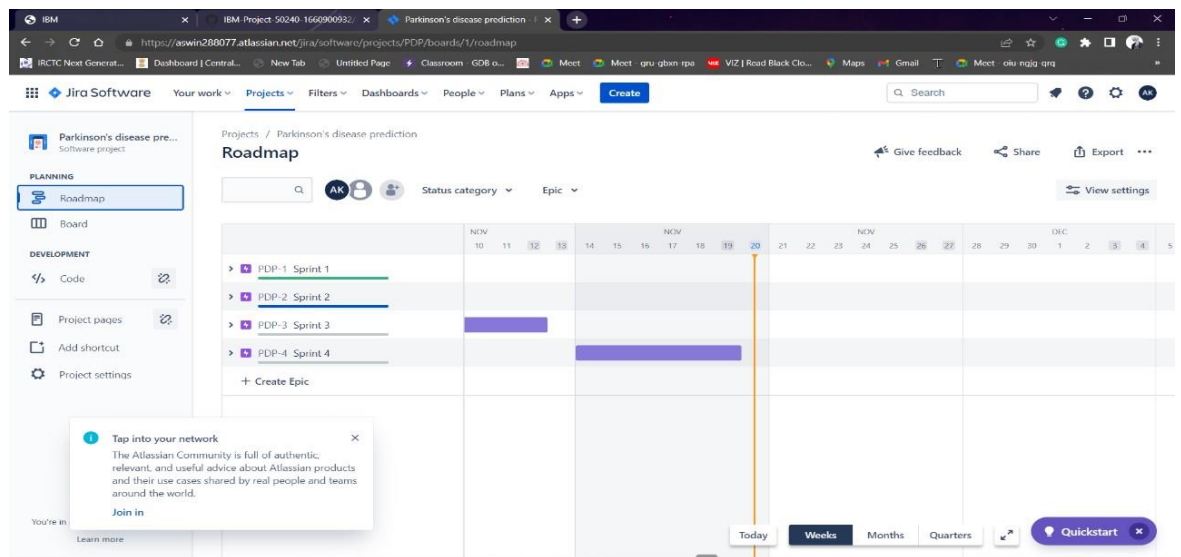 IBM
IBM-Project-50240-1660900932/
Parkinson's disease prediction - 
https://aswin288077.atlassian.net/jira/software/projects/PDP/boards/1/roadmap
IRCTC Next Generat...
Dashboard | Central...
New Tab
Untitled Page
Classroom - GDB o...
Meet
Meet - gru-gbxn-rpa
VIZ | Read Black Clo...
Maps
Gmail
Meet - oiu-ngjg-qrq
Jira Software
Your work
Projects
Filters
Dashboards
People
Plans
Apps
Create
Search
AK
Parkinson's disease pre...
Software project
Projects / Parkinson's disease prediction
Roadmap
Give feedback
Share
Export
PLANNING
Roadmap
Board
DEVELOPMENT
Code
Project pages
Add shortcut
Project settings
AK
Status category
Epic
View settings
NOV NOV NOV DEC
10 11 12 13 14 15 16 17 18 19 20 21 22 23 24 25 26 27 28 29 30 1 2 3 4 5
PDP-1 Sprint 1
PDP-2 Sprint 2
PDP-3 Sprint 3
PDP-4 Sprint 4
+ Create Epic
Tap into your network
The Atlassian Community is full of authentic,
relevant, and useful advice about Atlassian products
and their use cases shared by real people and teams
around the world.
Join in
You're in
Learn more
Today
Weeks
Months
Quarters
Quickstart